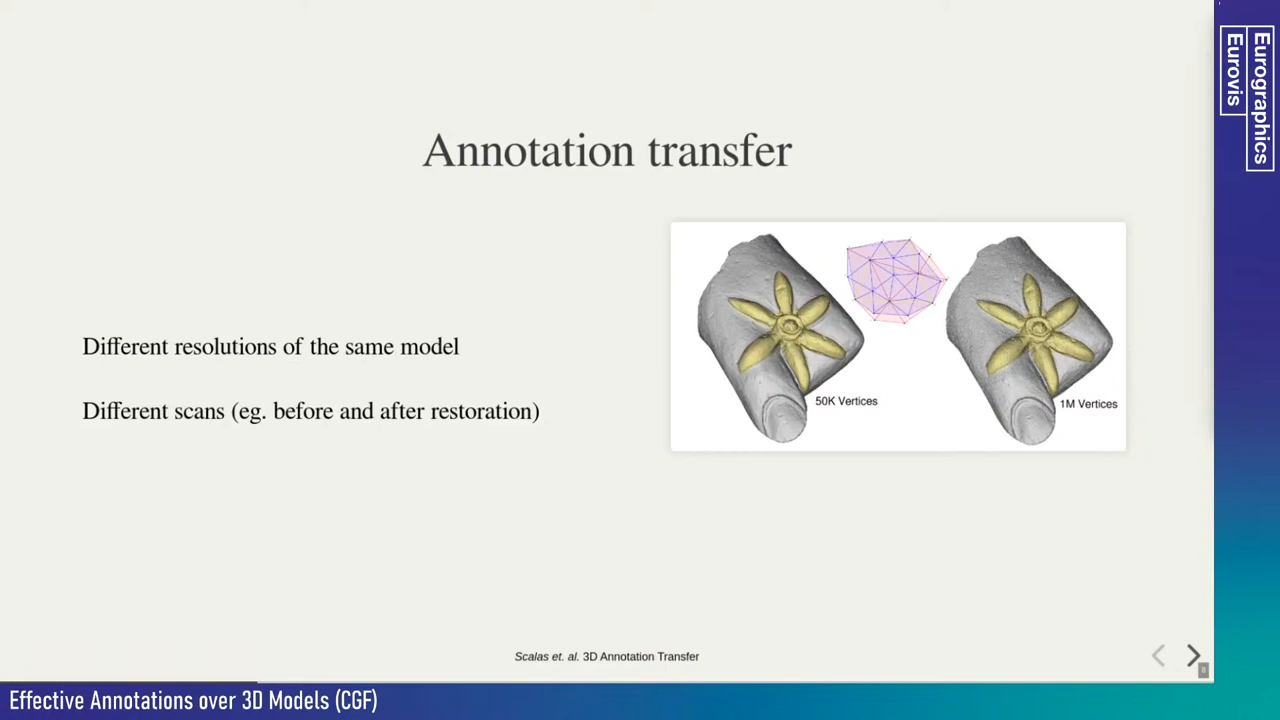 Annotation transfer
Different resolutions of the same model
Different scans (eg. before and after restoration)
50K Vertices
1M Vertices
Scalas et. al. 3D Annotation Transfer
8
Effective Annotations over 3D Models (CGF)
Eurographics
Eurovis